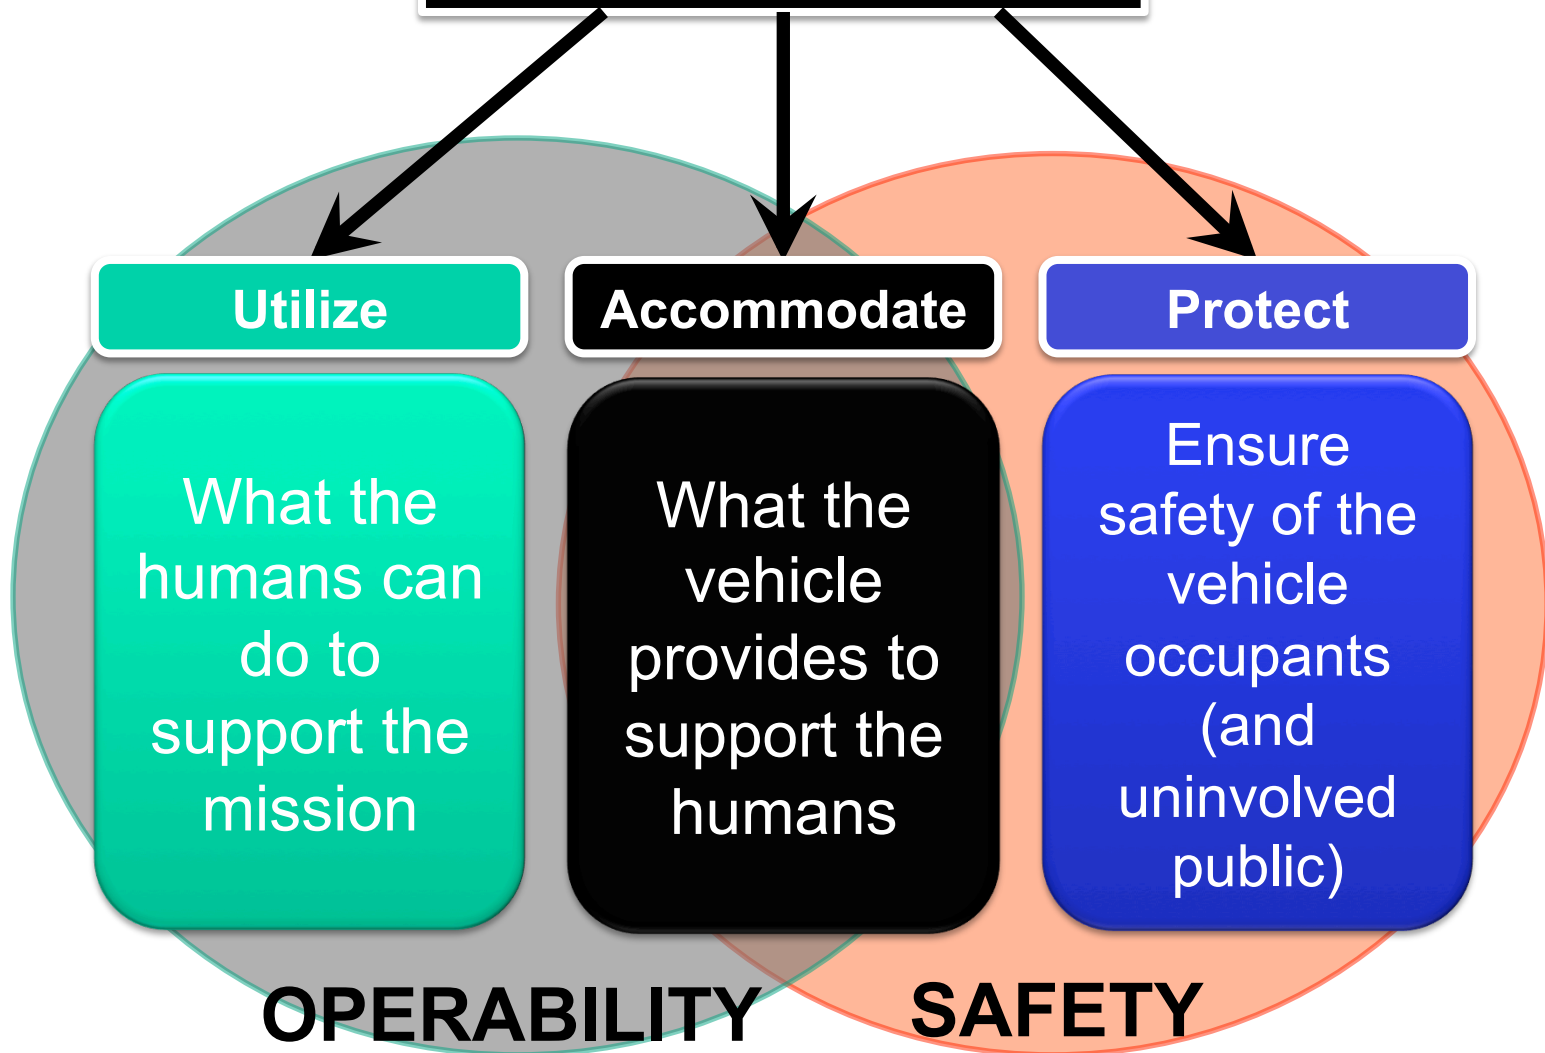 Utilize
What the
humans can
do to
support the
mission
Accommodate
What the
vehicle
provides to
support the
humans
Protect
Ensure
safety of the
vehicle
occupants
(and
uninvolved
public)
OPERABILITY
SAFETY